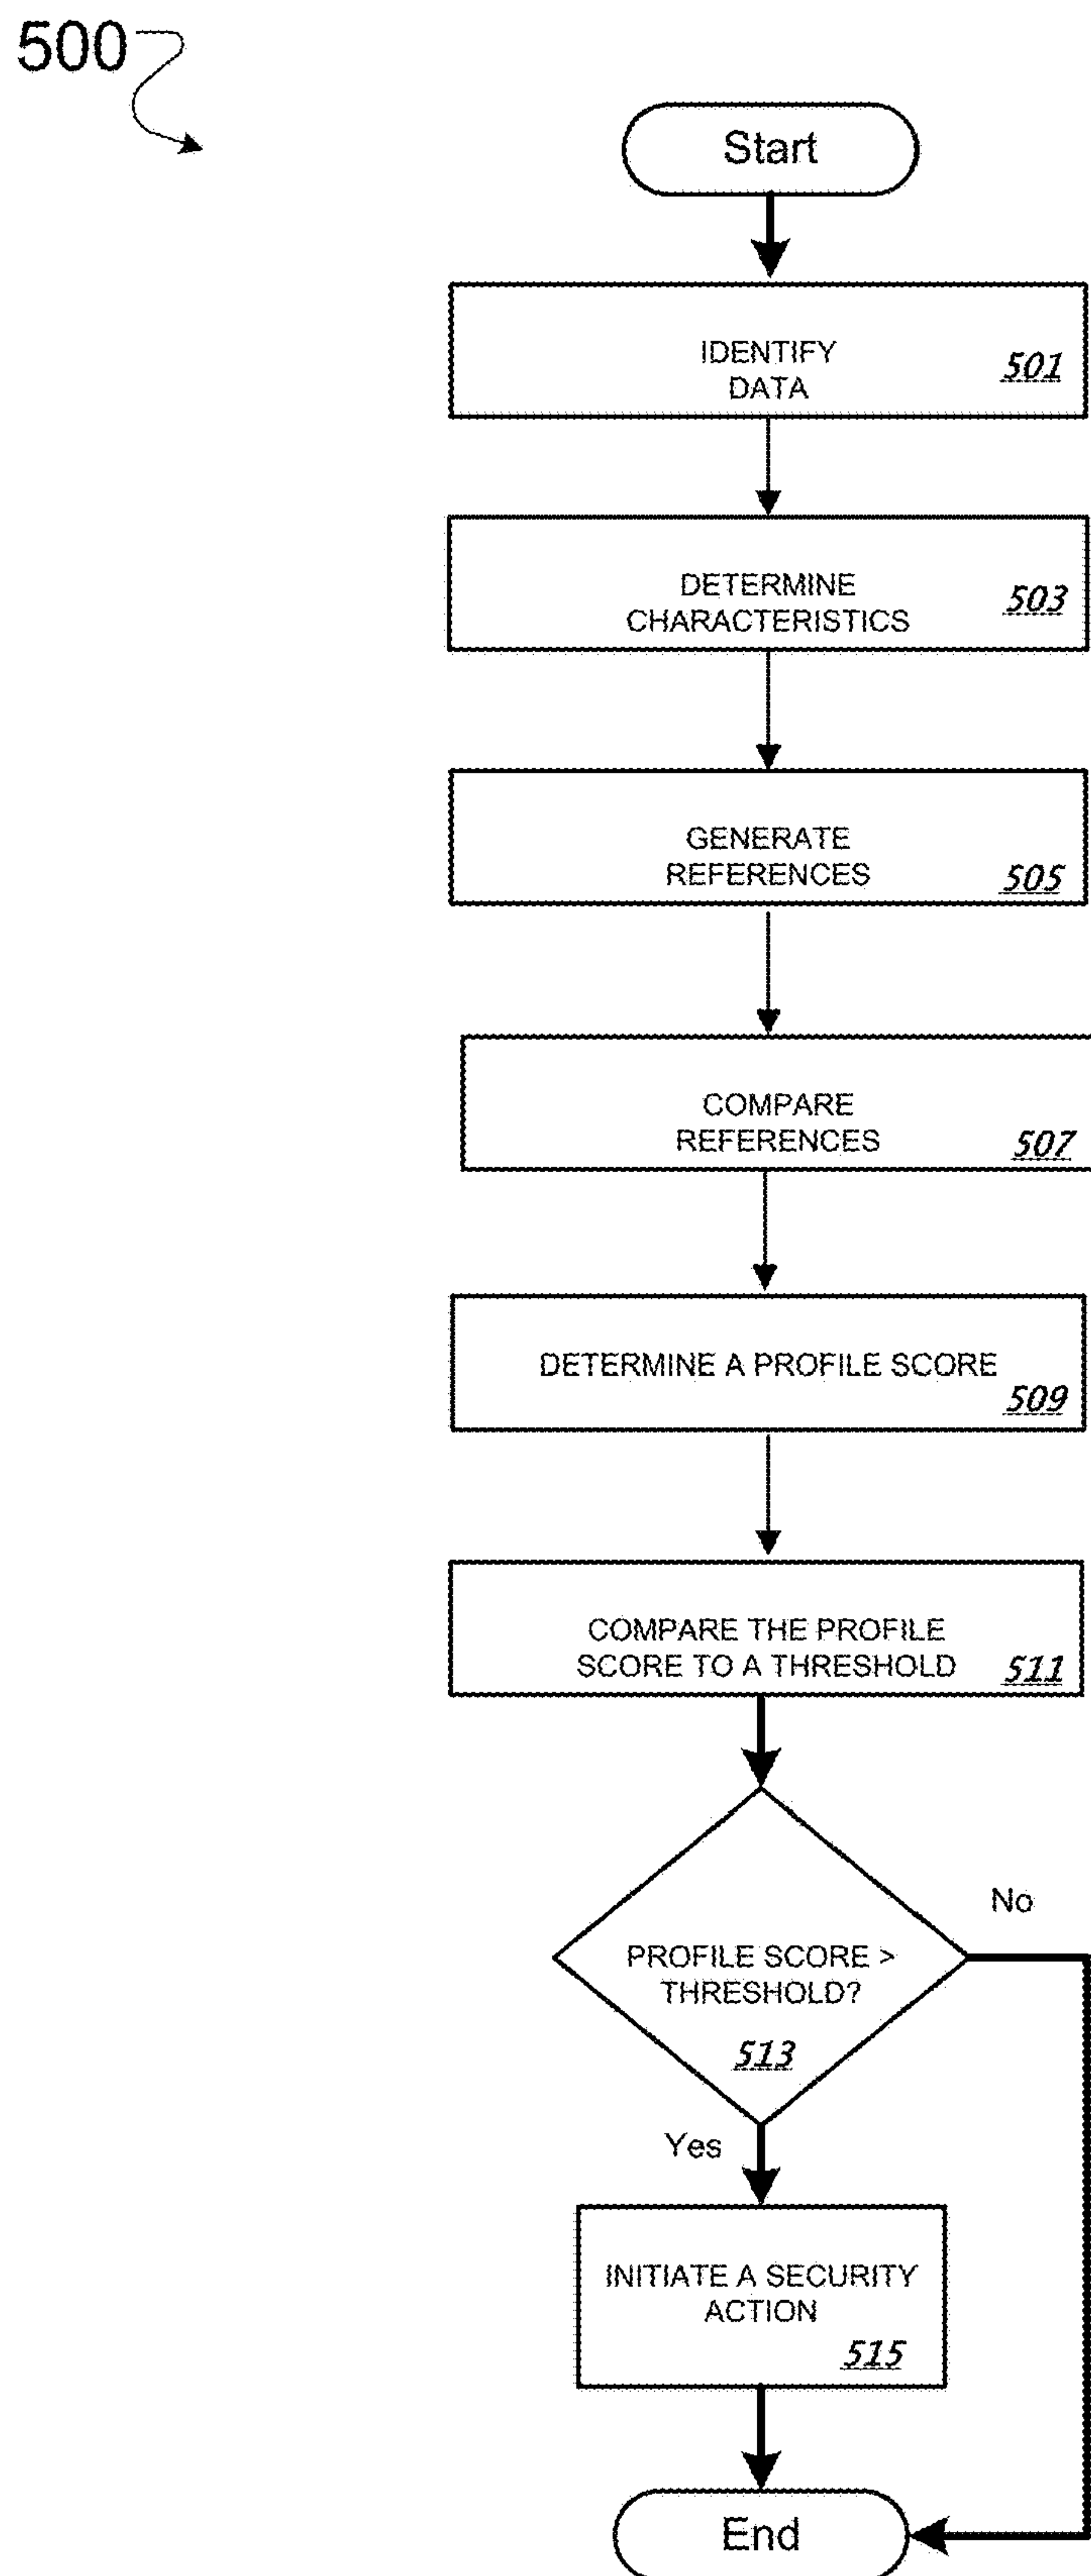 500
Start
IDENTIFY
DATA
501
DETERMINE
CHARACTERISTICS
503
GENERATE
REFERENCES
505
COMPARE
REFERENCES
507
DETERMINE A PROFILE SCORE
509
COMPARE THE PROFILE
SCORE TO A THRESHOLD
511
No
PROFILE SCORE >
THRESHOLD?
513
Yes
INITIATE A SECURITY
ACTION
515
End